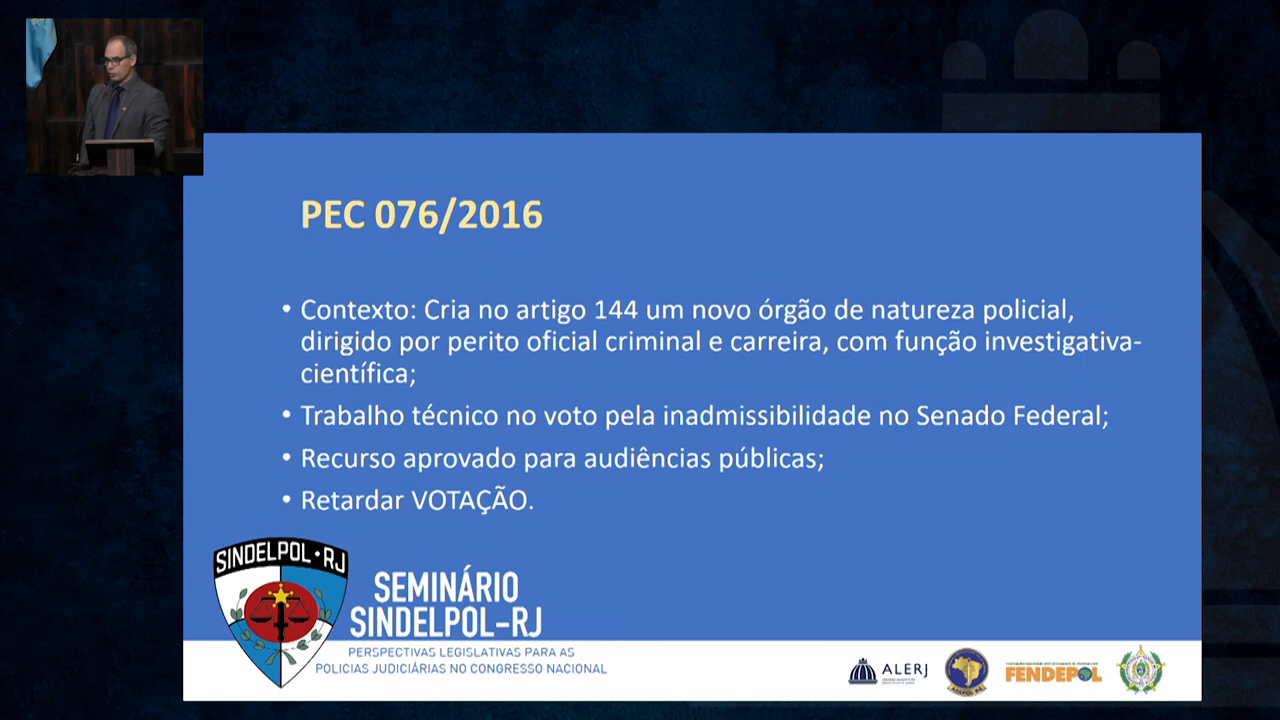 PEC 076/2016
• Contexto: Cria no artigo 144 um novo órgão de natureza policial,
dirigido por perito oficial criminal e carreira, com função investigativa-
científica;
• Trabalho técnico no voto pela inadmissibilidade no Senado Federal;
• Recurso aprovado para audiências públicas;
• Retardar VOTAÇÃO.
SINDELPOL • RJ
SEMINÁRIO
SINDELPOL-RJ
PERSPECTIVAS LEGISLATIVAS PARA AS
POLICIAS JUDICIÁRIAS NO CONGRESSO NACIONAL
ALERJ
FENDEPOL